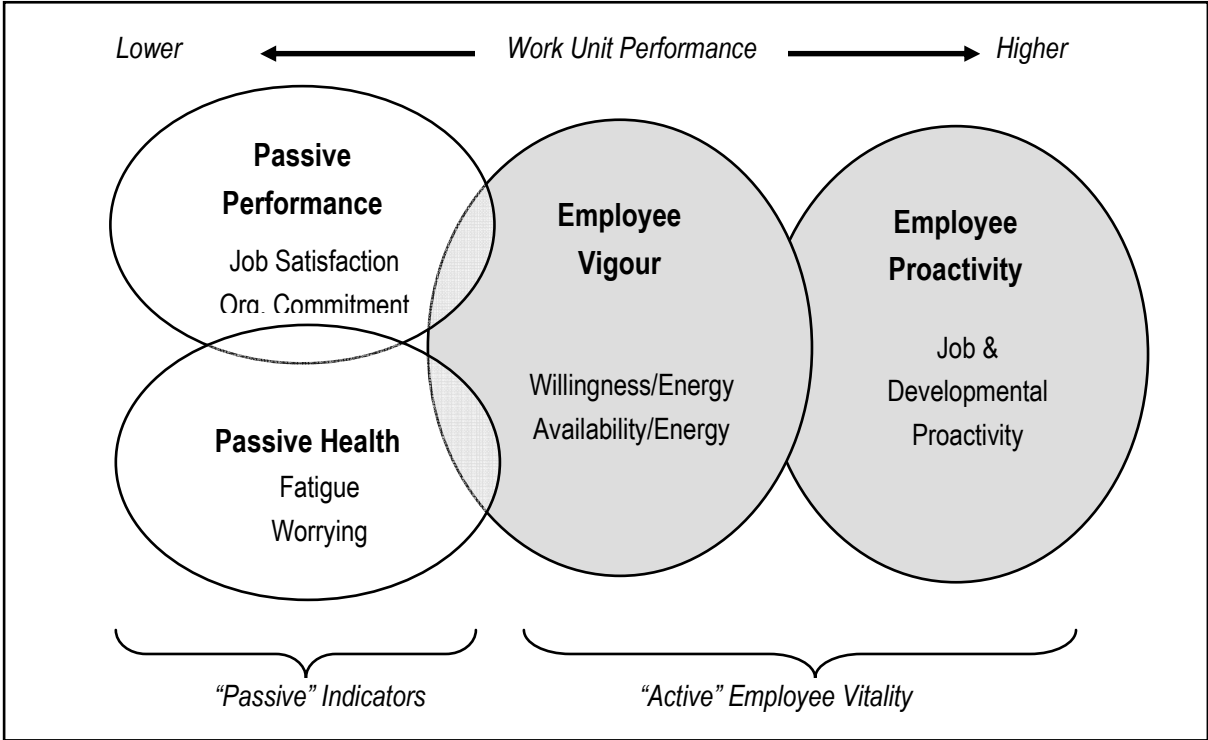 Lower Work Unit Performance Higher
Passive
Performance
Job Satisfaction
Org. Commitment
Passive Health
Fatigue
Worrying
Employee
Vigour
Willingness/Energy
Availability/Energy
Employee
Proactivity
Job &
Developmental
Proactivity
“Passive” Indicators
“Active” Employee Vitality